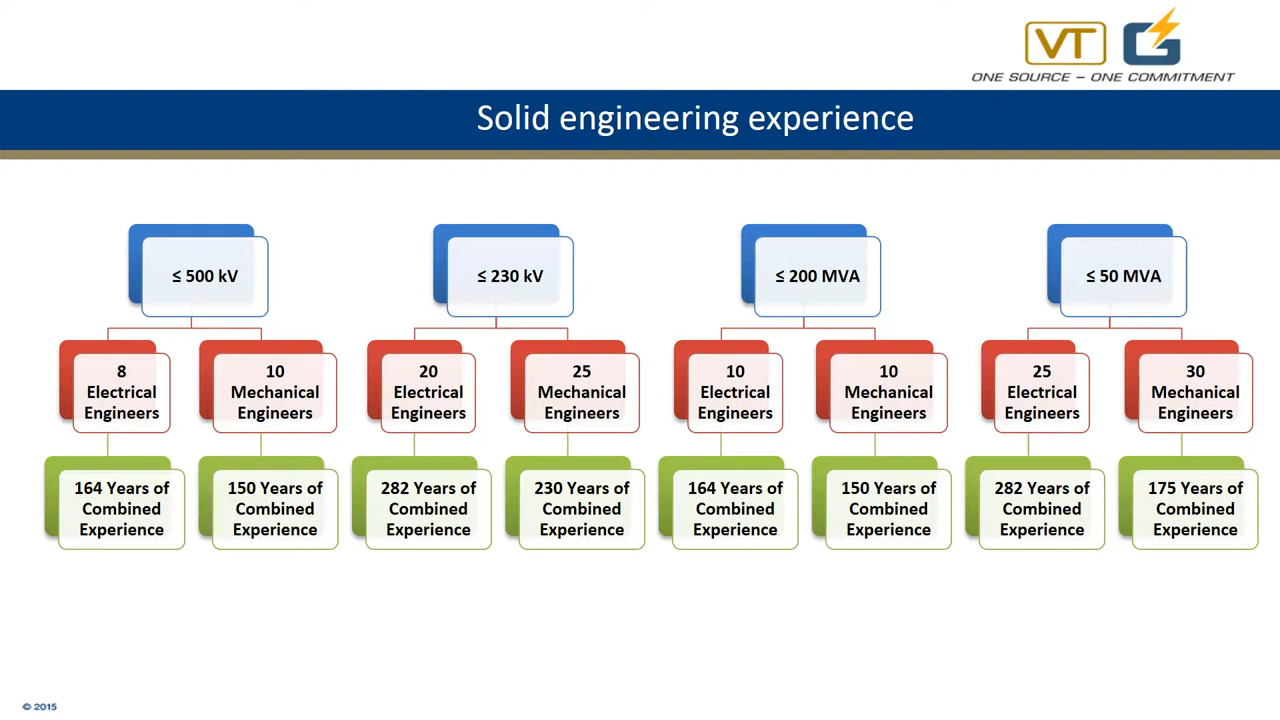 VT G
ONE SOURCE – ONE COMMITMENT
Solid engineering experience
≤ 500 kV
≤ 230 kV
≤ 200 MVA
≤ 50 MVA
8
Electrical
Engineers
10
Mechanical
Engineers
20
Electrical
Engineers
25
Mechanical
Engineers
10
Electrical
Engineers
10
Mechanical
Engineers
25
Electrical
Engineers
30
Mechanical
Engineers
164 Years of
Combined
Experience
150 Years of
Combined
Experience
282 Years of
Combined
Experience
230 Years of
Combined
Experience
164 Years of
Combined
Experience
150 Years of
Combined
Experience
282 Years of
Combined
Experience
175 Years of
Combined
Experience
© 2015